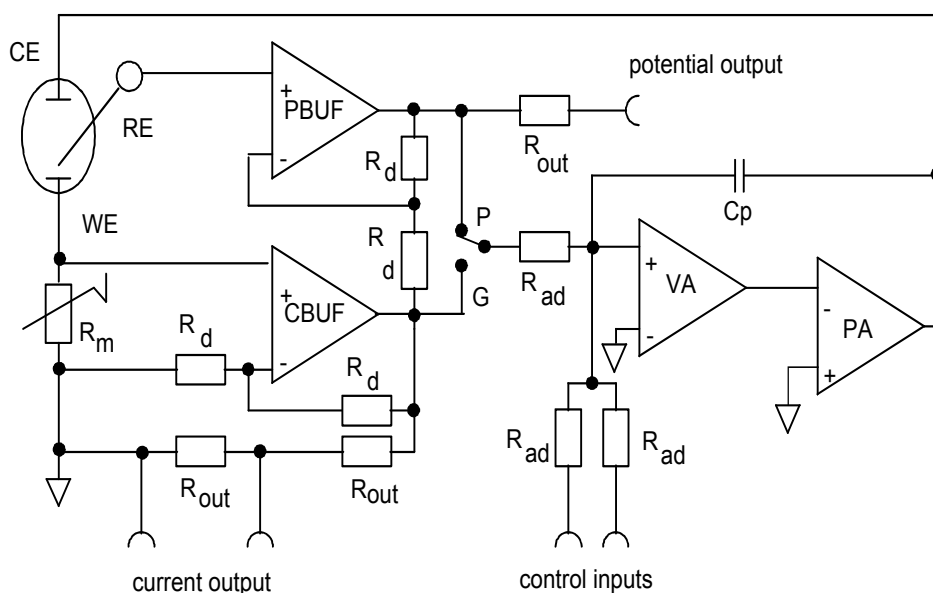 CE
potential output
+
PBUF
-
RE
R
d
R
out
Cp
WE
R
d
P
R
ad
+
VA
-
G
+
CBUF
-
-
PA
+
R
m
R
d
R
d
R
ad
R
ad
R
out
R
out
current output
control inputs